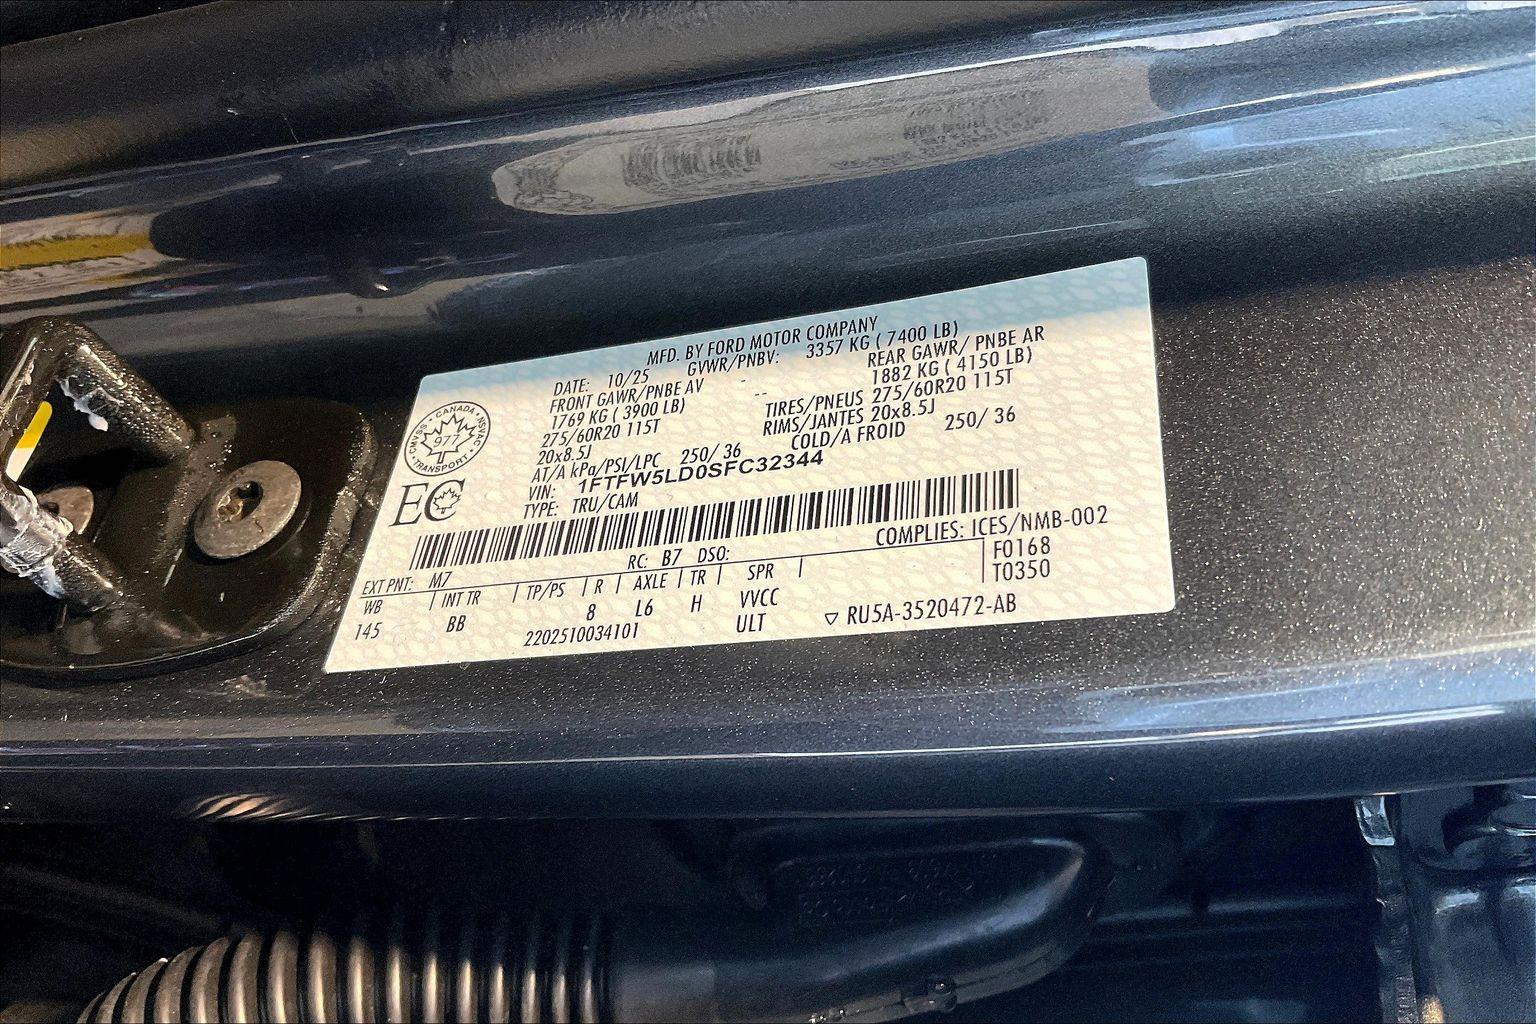 MFD. BY FORD MOTOR COMPANY
DATE: 10/25 GVWR/PNBV: 3357 KG ( 7400 LB)
FRONT GAWR/PNBE AV - REAR GAWR/ PNBE AR
1769 KG ( 3900 LB) -- 1882 KG ( 4150 LB)
275/60R20 115T TIRES/PNEUS 275/60R20 115T
20x8.5J RIMS/JANTES 20x8.5J
AT/A kPa/PSI/LPC 250/ 36 COLD/A FROID 250/ 36
VIN: 1FTFW5LD0SFC32344
TYPE: TRU/CAM
CANADA
NSVAC
TRANSPORT
CMVSS
977
EC
COMPLIES: ICES/NMB-002
EXT PNT: M7 RC: B7 DSO: F0168
WB INT TR TP/PS R AXLE TR SPR T0350
145 BB 8 L6 H VVCC
2202510034101 ULT ▽ RU5A-3520472-AB